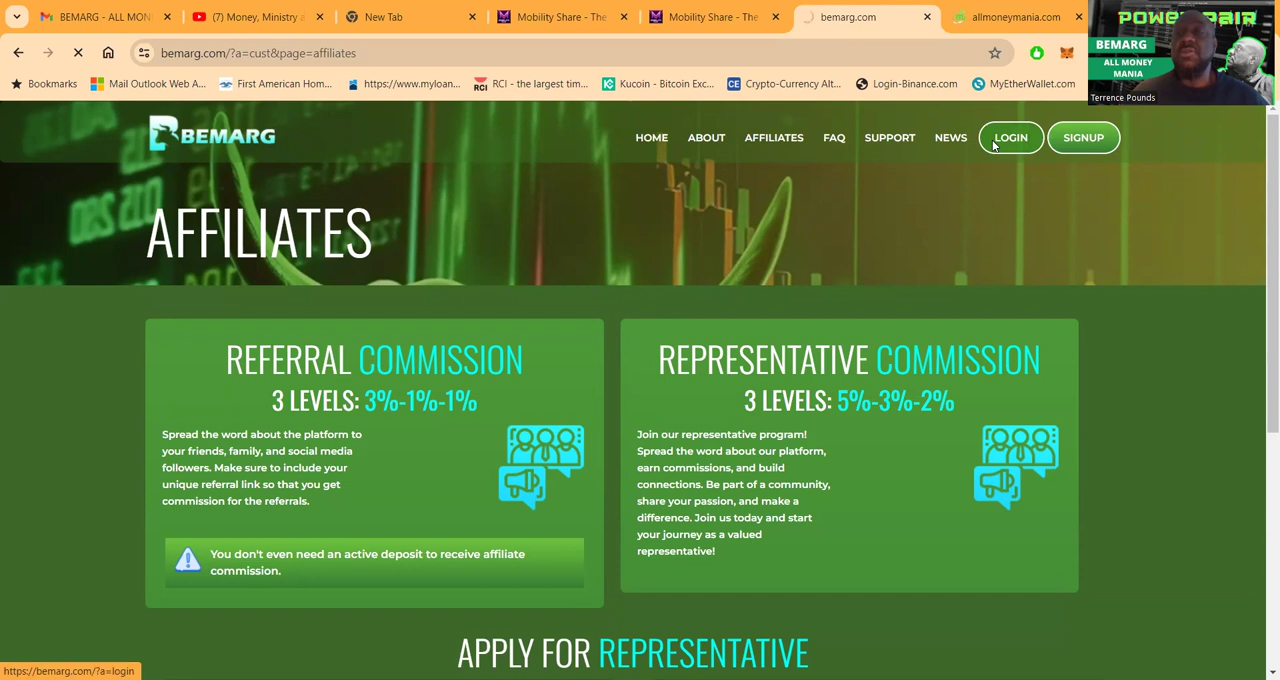 BEMARG - ALL MON
(7) Money, Ministry a
New Tab
Mobility Share - The
Mobility Share - The
bemarg.com
allmoneymania.com
bemarg.com/?a=cust&page=affiliates
Bookmarks
Mail Outlook Web A...
First American Hom...
https://www.myloan...
RCI - the largest tim...
Kucoin - Bitcoin Exc...
Crypto-Currency Alt...
Login-Binance.com
MyEtherWallet.com
POWER PAIR
BEMARG
ALL MONEY
MANIA
Terrence Pounds
BEMARG
HOME
ABOUT
AFFILIATES
FAQ
SUPPORT
NEWS
LOGIN
SIGNUP
AFFILIATES
REFERRAL COMMISSION
3 LEVELS: 3%-1%-1%
Spread the word about the platform to
your friends, family, and social media
followers. Make sure to include your
unique referral link so that you get
commission for the referrals.
You don't even need an active deposit to receive affiliate
commission.
REPRESENTATIVE COMMISSION
3 LEVELS: 5%-3%-2%
Join our representative program!
Spread the word about our platform,
earn commissions, and build
connections. Be part of a community,
share your passion, and make a
difference. Join us today and start
your journey as a valued
representative!
APPLY FOR REPRESENTATIVE
https://bemarg.com/?a=login